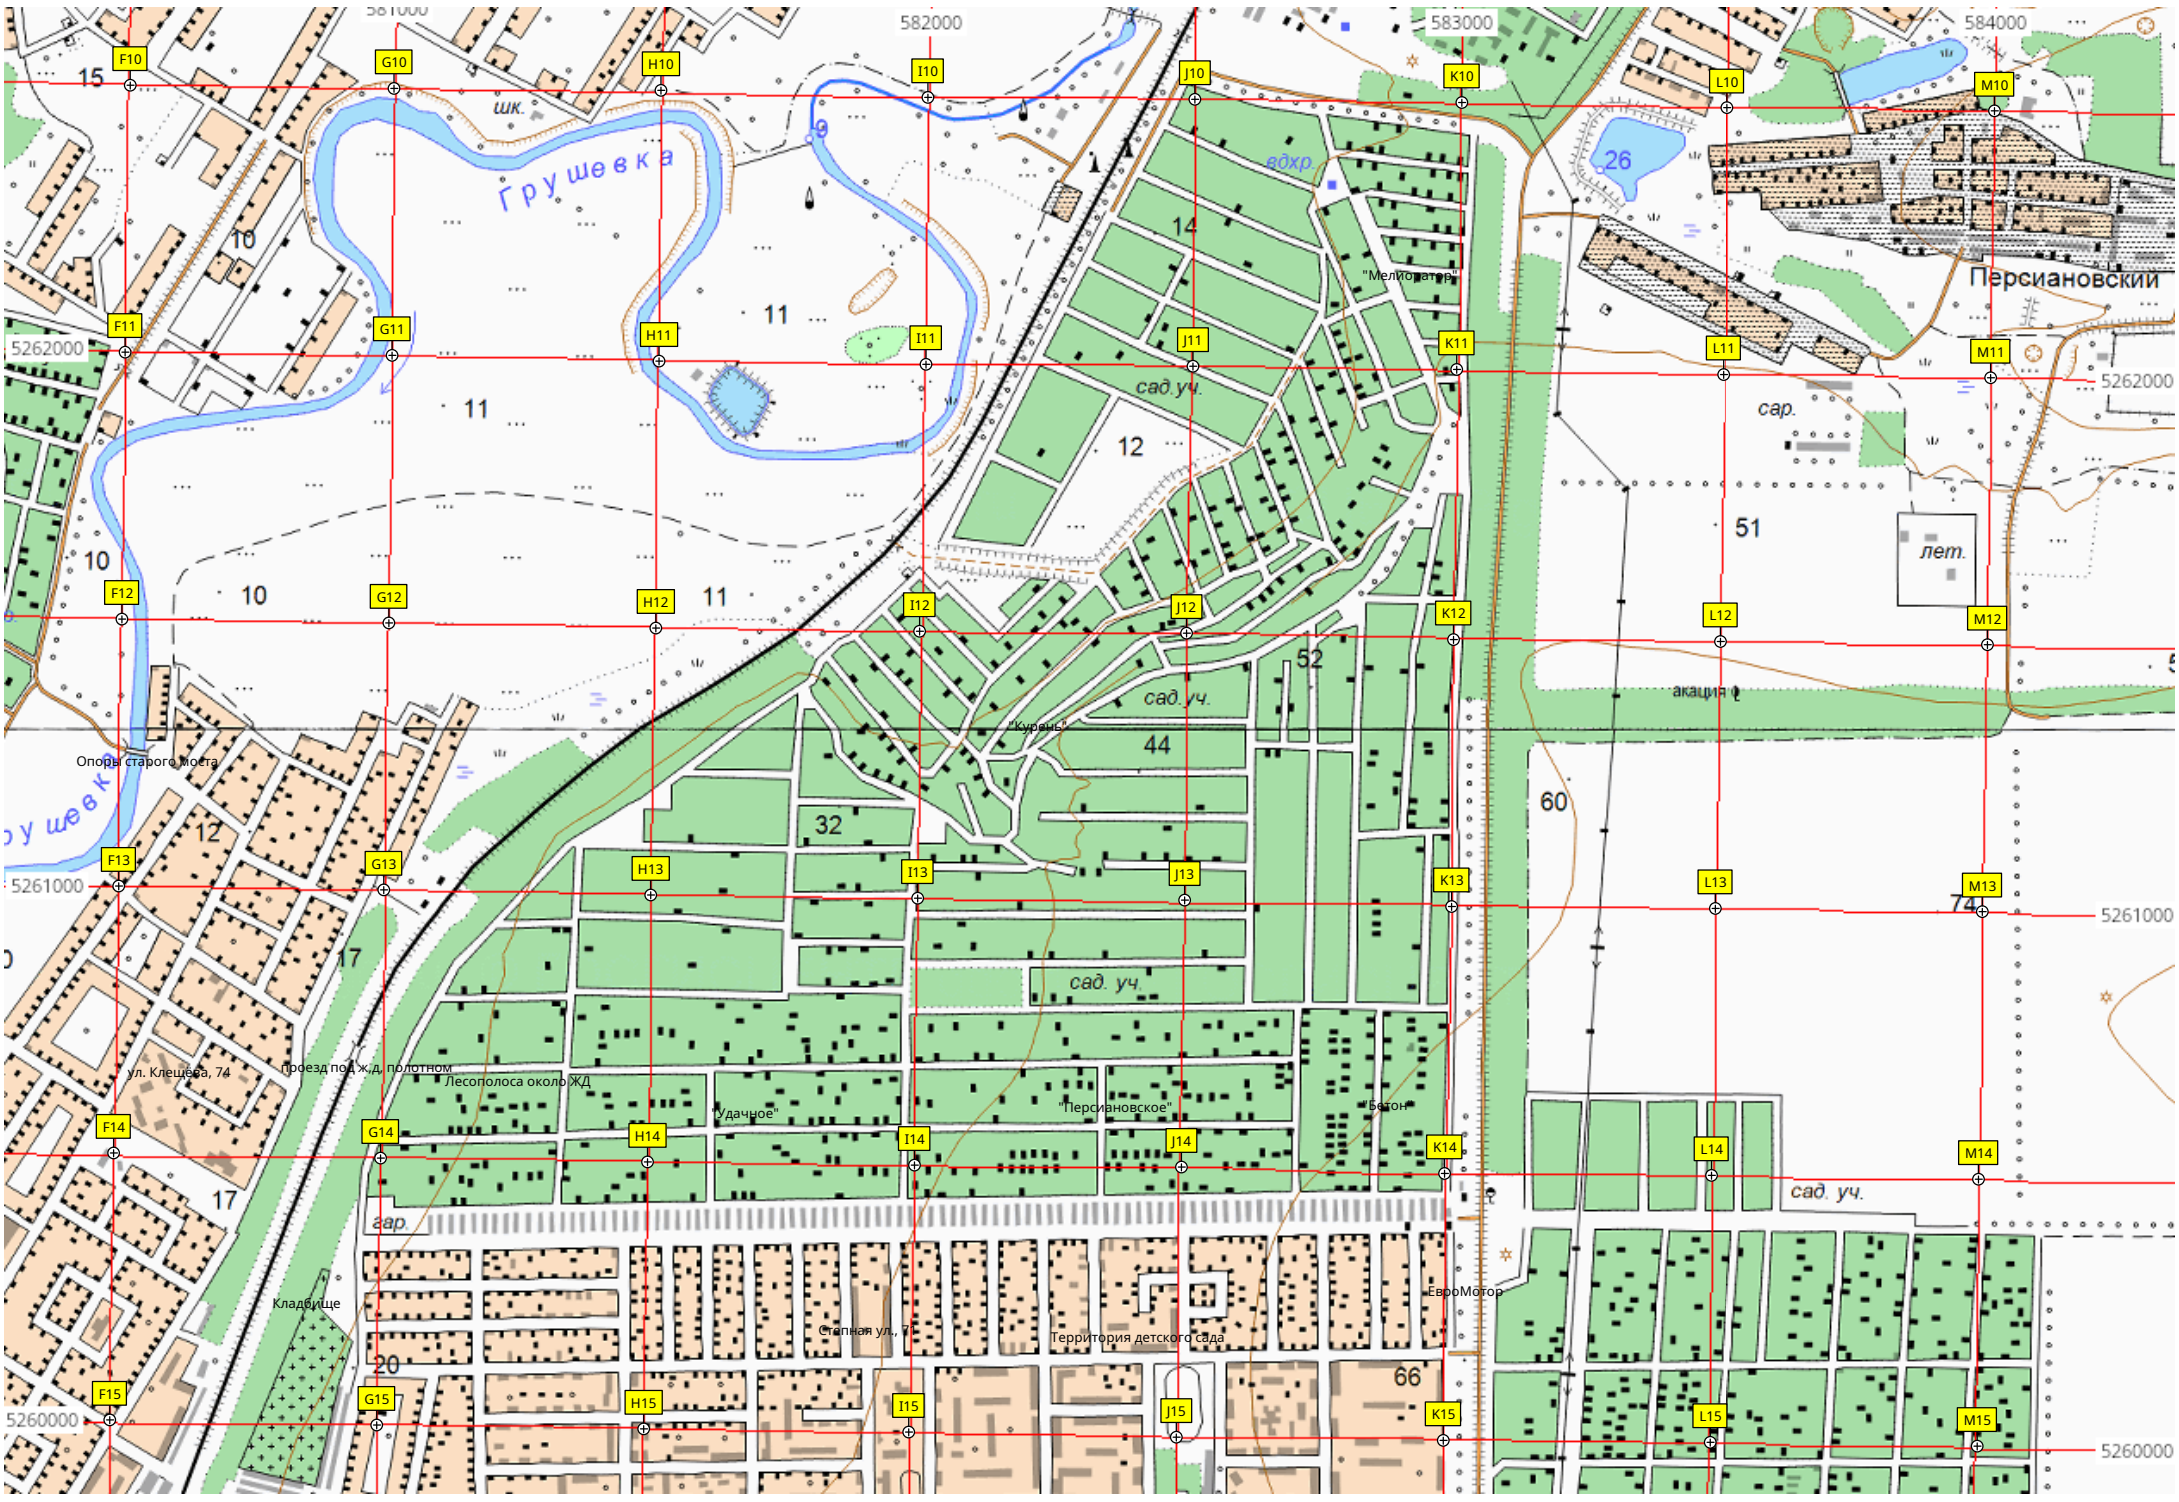 581000
582000
583000
584000
F10
G10
H10
I10
J10
K10
L10
M10
15
шк.
9
Грушевка
вдхр.
26
14
10
"Мелиоратор"
Персиановский
11
F11
G11
H11
I11
J11
K11
L11
M11
5262000
5262000
сад.уч.
сар.
11
12
51
лет.
10
10
11
F12
G12
H12
I12
J12
K12
L12
M12
52
сад.уч.
акация
"Курень"
44
Опоры старого моста
60
12
32
F13
G13
H13
I13
J13
K13
L13
M13
5261000
5261000
74
17
сад. уч.
ул. Клещёва, 74
проезд под ж.д. полотном
Лесополоса около ЖД
"Удачное"
"Персиановское"
"Бетон"
F14
G14
H14
I14
J14
K14
L14
M14
17
гар.
сад. уч.
Кладбище
ЕвроМотор
Степная ул., 71
Территория детского сада
20
66
F15
G15
H15
I15
J15
K15
L15
M15
5260000
5260000